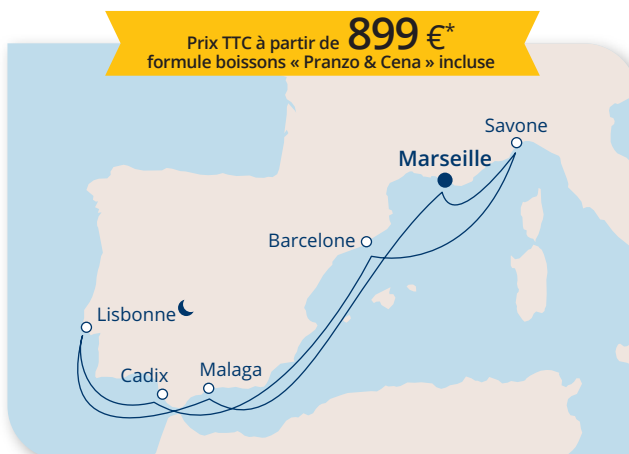 Prix TTC à partir de 899 €*
formule boissons « Pranzo & Cena » incluse
Savone
Marseille
Barcelone
Lisbonne
Cadix
Malaga